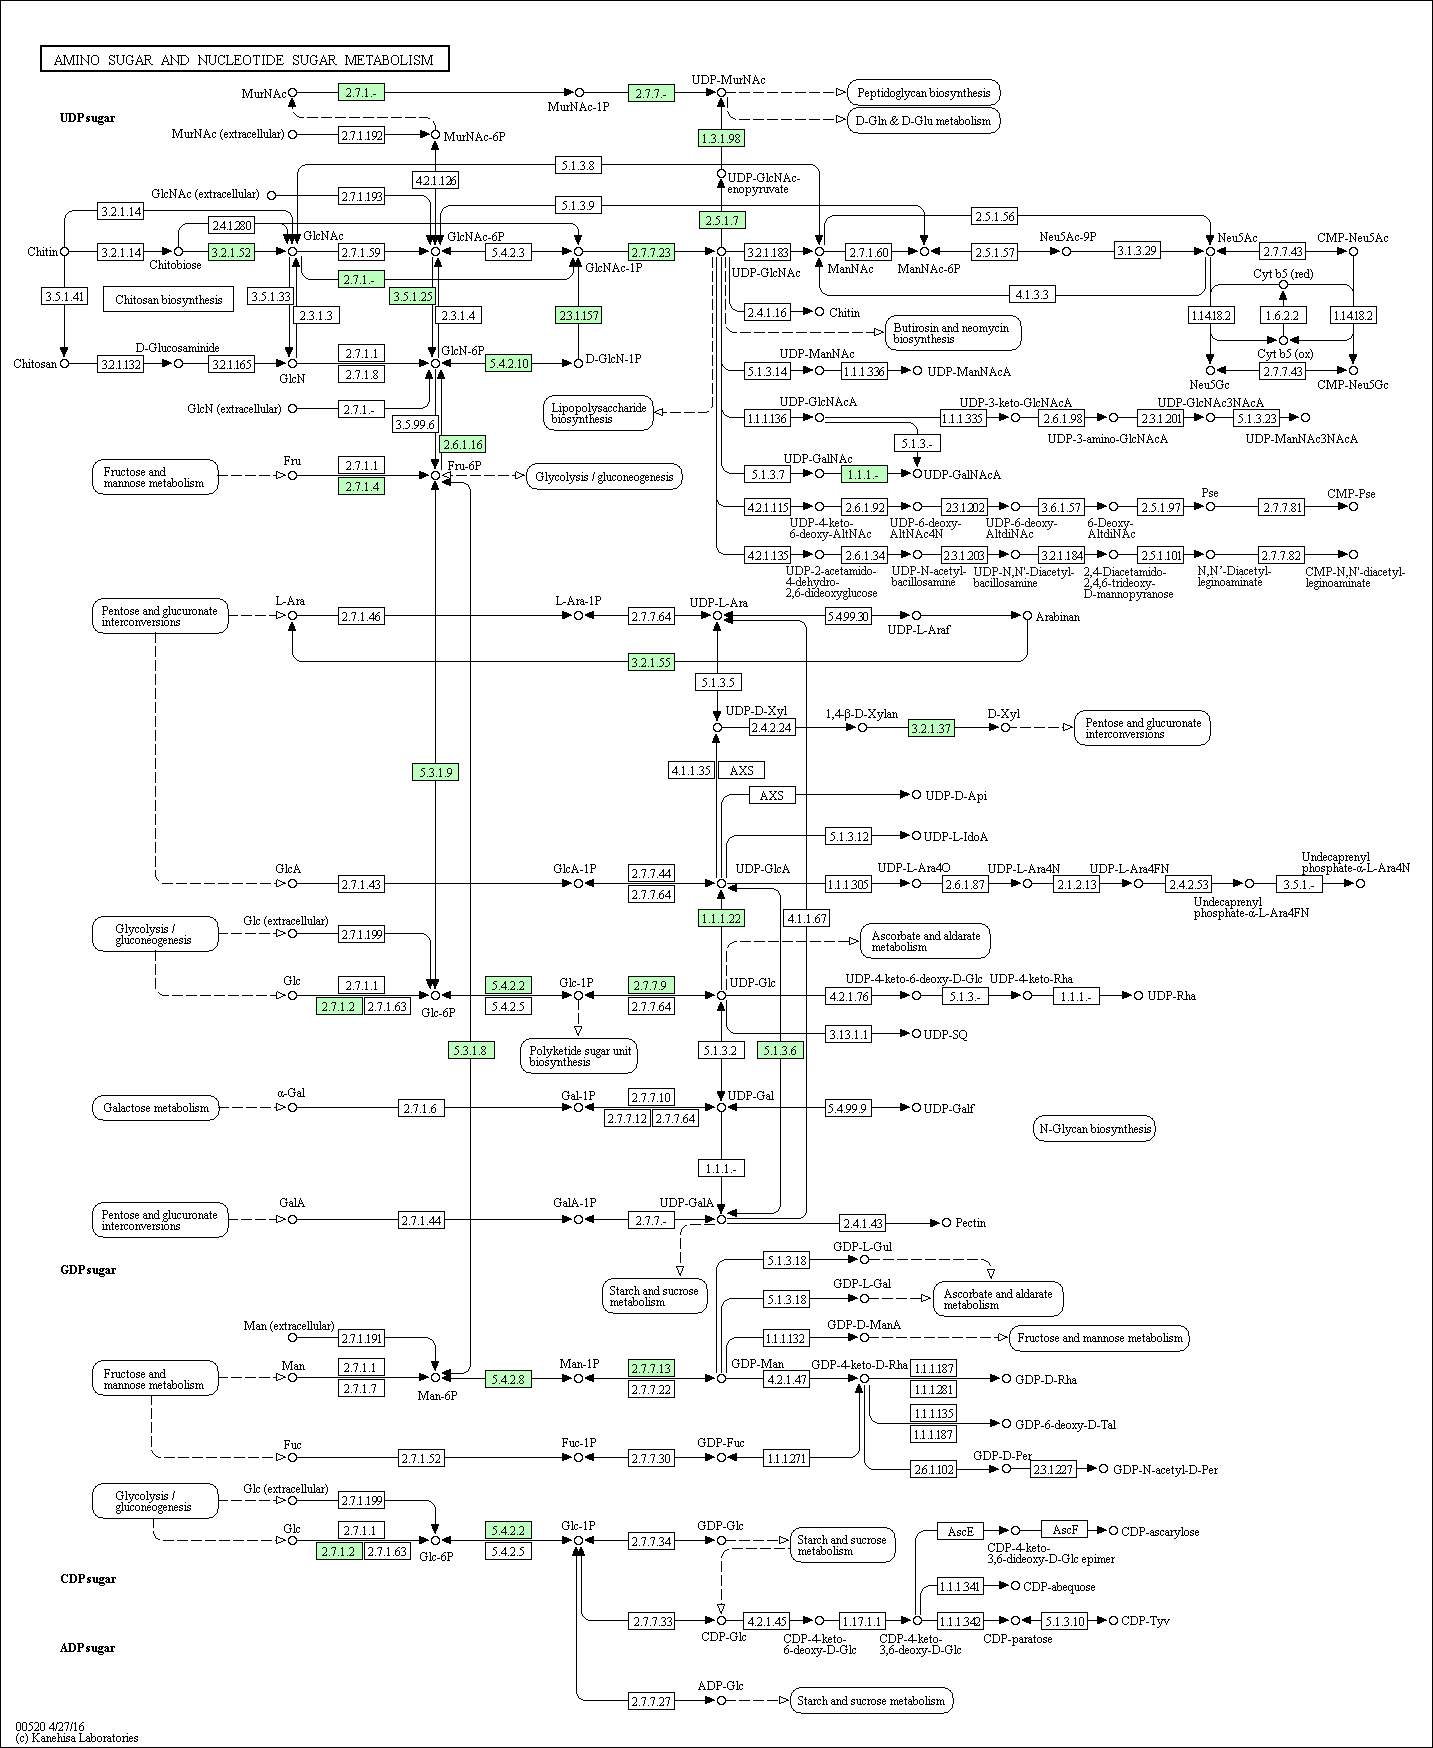 AMINO SUGAR AND NUCLEOTIDE SUGAR METABOLISM
UDP-MurNAc
MurNAc
2.7.1.-
MurNAc-1P
2.7.7.-
Peptidoglycan biosynthesis
UDP sugar
D-Gln & D-Glu metabolism
MurNAc (extracellular)
2.7.1.192
MurNAc-6P
1.3.1.98
5.1.3.8
4.2.1.126
UDP-GlcNAc-
enopyruvate
GlcNAc (extracellular)
2.7.1.193
5.1.3.9
3.2.1.14
2.4.1.280
2.5.1.7
2.5.1.56
GlcNAc
GlcNAc-6P
Neu5Ac-9P
Neu5Ac
CMP-Neu5Ac
Chitin
3.2.1.14
Chitobiose
3.2.1.52
2.7.1.59
5.4.2.3
GlcNAc-1P
2.7.7.23
UDP-GlcNAc
3.2.1.183
ManNAc
2.7.1.60
ManNAc-6P
2.5.1.57
3.1.3.29
2.7.7.43
2.7.1.-
Cyt b5 (red)
3.5.1.41
Chitosan biosynthesis
3.5.1.33
3.5.1.25
4.1.3.3
2.3.1.3
2.3.1.4
2.3.1.157
2.4.1.16
Chitin
1.14.18.2
1.6.2.2
1.14.18.2
Butirosin and neomycin
biosynthesis
D-Glucosaminide
GlcN-6P
UDP-ManNAc
Cyt b5 (ox)
Chitosan
3.2.1.132
3.2.1.165
GlcN
2.7.1.1
2.7.1.8
5.4.2.10
D-GlcN-1P
5.1.3.14
1.1.1.336
UDP-ManNAcA
Neu5Gc
2.7.7.43
CMP-Neu5Gc
GlcN (extracellular)
2.7.1.-
3.5.99.6
Lipopolysaccharide
biosynthesis
UDP-GlcNAcA
UDP-3-keto-GlcNAcA
UDP-GlcNAc3NAcA
1.1.1.136
1.1.1.335
2.6.1.98
2.3.1.201
5.1.3.23
UDP-3-amino-GlcNAcA
UDP-ManNAc3NAcA
2.6.1.16
5.1.3.-
UDP-GalNAc
Fructose and
mannose metabolism
Fru
2.7.1.1
2.7.1.4
Fru-6P
Glycolysis / gluconeogenesis
5.1.3.7
1.1.1.-
UDP-GalNAcA
Pse
CMP-Pse
4.2.1.115
2.6.1.92
2.3.1.202
3.6.1.57
2.5.1.97
2.7.7.81
UDP-4-keto-
6-deoxy-AltNAc
UDP-6-deoxy-
AltNAc4N
UDP-6-deoxy-
AltdiNAc
6-Deoxy-
AltdiNAc
4.2.1.135
2.6.1.34
2.3.1.203
3.2.1.184
2.5.1.101
2.7.7.82
UDP-2-acetamido-
4-dehydro-
2,6-dideoxyglucose
UDP-N-acetyl-
bacillosamine
UDP-N,N'-Diacetyl-
bacillosamine
2,4-Diacetamido-
2,4,6-trideoxy-
D-mannopyranose
N,N'-Diacetyl-
leginoaminate
CMP-N,N'-diacetyl-
leginoaminate
Pentose and glucuronate
interconversions
L-Ara
2.7.1.46
L-Ara-1P
2.7.7.64
UDP-L-Ara
5.4.99.30
UDP-L-Araf
Arabinan
3.2.1.55
5.1.3.5
UDP-D-Xyl
2.4.2.24
1,4-β-D-Xylan
3.2.1.37
D-Xyl
Pentose and glucuronate
interconversions
5.3.1.9
4.1.1.35
AXS
AXS
UDP-D-Api
5.1.3.12
UDP-L-IdoA
GlcA
2.7.1.43
GlcA-1P
2.7.7.44
2.7.7.64
UDP-GlcA
UDP-L-Ara4O
UDP-L-Ara4N
UDP-L-Ara4FN
Undecaprenyl
phosphate-α-L-Ara4N
1.1.1.305
2.6.1.87
2.1.2.13
2.4.2.53
3.5.1.-
Undecaprenyl
phosphate-α-L-Ara4FN
Glycolysis /
gluconeogenesis
Glc (extracellular)
2.7.1.199
1.1.1.22
4.1.1.67
Ascorbate and aldarate
metabolism
Glc
2.7.1.1
2.7.1.2
2.7.1.63
Glc-6P
5.4.2.2
5.4.2.5
Glc-1P
2.7.7.9
2.7.7.64
UDP-Glc
UDP-4-keto-6-deoxy-D-Glc
UDP-4-keto-Rha
4.2.1.76
5.1.3.-
1.1.1.-
UDP-Rha
3.13.1.1
UDP-SQ
5.3.1.8
Polyketide sugar unit
biosynthesis
5.1.3.2
5.1.3.6
Galactose metabolism
α-Gal
2.7.1.6
Gal-1P
2.7.7.10
2.7.7.12
2.7.7.64
UDP-Gal
5.4.99.9
UDP-Galf
N-Glycan biosynthesis
1.1.1.-
Pentose and glucuronate
interconversions
GalA
2.7.1.44
GalA-1P
2.7.7.-
UDP-GalA
2.4.1.43
Pectin
GDP sugar
Starch and sucrose
metabolism
5.1.3.18
GDP-L-Gul
5.1.3.18
GDP-L-Gal
Ascorbate and aldarate
metabolism
Man (extracellular)
2.7.1.191
1.1.1.132
GDP-D-ManA
Fructose and mannose metabolism
Fructose and
mannose metabolism
Man
2.7.1.1
2.7.1.7
Man-6P
5.4.2.8
Man-1P
2.7.7.13
2.7.7.22
GDP-Man
4.2.1.47
GDP-4-keto-D-Rha
1.1.1.187
1.1.1.281
GDP-D-Rha
1.1.1.135
1.1.1.187
GDP-6-deoxy-D-Tal
Fuc
2.7.1.52
Fuc-1P
2.7.7.30
GDP-Fuc
1.1.1.271
2.6.1.102
GDP-D-Per
2.3.1.227
GDP-N-acetyl-D-Per
Glycolysis /
gluconeogenesis
Glc (extracellular)
2.7.1.199
Glc
2.7.1.1
2.7.1.2
2.7.1.63
Glc-6P
5.4.2.2
5.4.2.5
Glc-1P
2.7.7.34
GDP-Glc
Starch and sucrose
metabolism
AscE
CDP-4-keto-
3,6-dideoxy-D-Glc epimer
AscF
CDP-ascarylose
CDP sugar
1.1.1.341
CDP-abequose
2.7.7.33
CDP-Glc
4.2.1.45
CDP-4-keto-
6-deoxy-D-Glc
1.17.1.1
CDP-4-keto-
3,6-deoxy-D-Glc
1.1.1.342
CDP-paratose
5.1.3.10
CDP-Tyv
ADP sugar
2.7.7.27
ADP-Glc
Starch and sucrose metabolism
00520 4/27/16
(c) Kanehisa Laboratories